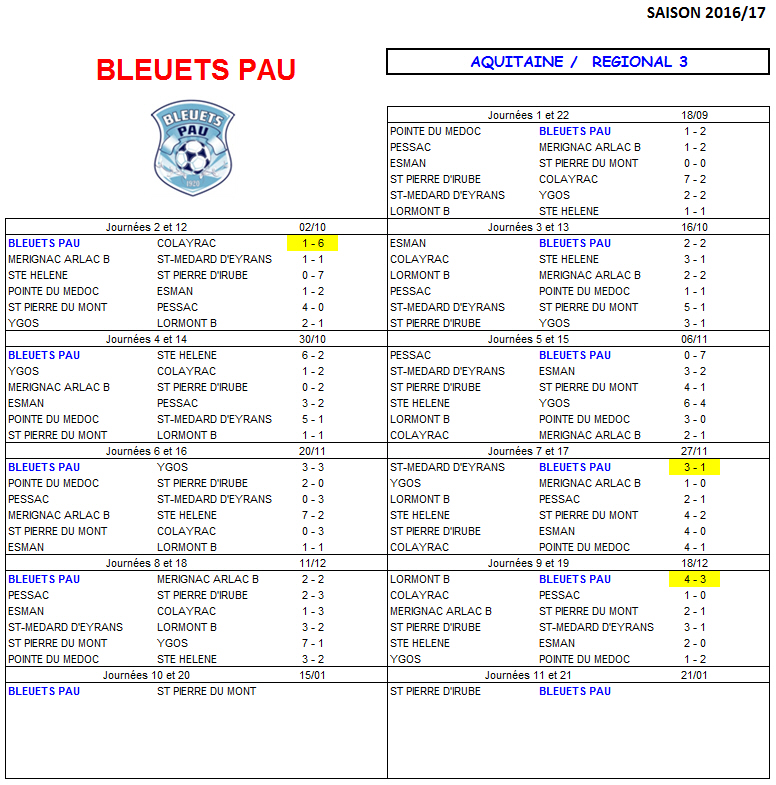 SAISON 2016/17
BLEUETS PAU
AQUITAINE / REGIONAL 3
BLEUETS
PAU
1920
Journées 1 et 22 18/09
POINTE DU MEDOC BLEUETS PAU 1 - 2
PESSAC MERIGNAC ARLAC B 1 - 2
ESMAN ST PIERRE DU MONT 0 - 0
ST PIERRE D'IRUBE COLAYRAC 7 - 2
ST-MEDARD D'EYRANS YGOS 2 - 2
LORMONT B STE HELENE 1 - 1
Journées 2 et 12 02/10
BLEUETS PAU COLAYRAC 1 - 6
MERIGNAC ARLAC B ST-MEDARD D'EYRANS 1 - 1
STE HELENE ST PIERRE D'IRUBE 0 - 7
POINTE DU MEDOC ESMAN 1 - 2
ST PIERRE DU MONT PESSAC 4 - 0
YGOS LORMONT B 2 - 1
Journées 3 et 13 16/10
ESMAN BLEUETS PAU 2 - 2
COLAYRAC STE HELENE 3 - 1
LORMONT B MERIGNAC ARLAC B 2 - 2
PESSAC POINTE DU MEDOC 1 - 1
ST-MEDARD D'EYRANS ST PIERRE DU MONT 5 - 1
ST PIERRE D'IRUBE YGOS 3 - 1
Journées 4 et 14 30/10
BLEUETS PAU STE HELENE 6 - 2
YGOS COLAYRAC 1 - 2
MERIGNAC ARLAC B ST PIERRE D'IRUBE 0 - 2
ESMAN PESSAC 3 - 2
POINTE DU MEDOC ST-MEDARD D'EYRANS 5 - 1
ST PIERRE DU MONT LORMONT B 1 - 1
Journées 5 et 15 06/11
PESSAC BLEUETS PAU 0 - 7
ST-MEDARD D'EYRANS ESMAN 3 - 2
ST PIERRE D'IRUBE ST PIERRE DU MONT 4 - 1
STE HELENE YGOS 6 - 4
LORMONT B POINTE DU MEDOC 3 - 0
COLAYRAC MERIGNAC ARLAC B 2 - 1
Journées 6 et 16 20/11
BLEUETS PAU YGOS 3 - 3
POINTE DU MEDOC ST PIERRE D'IRUBE 2 - 0
PESSAC ST-MEDARD D'EYRANS 0 - 3
MERIGNAC ARLAC B STE HELENE 7 - 2
ST PIERRE DU MONT COLAYRAC 0 - 3
ESMAN LORMONT B 1 - 1
Journées 7 et 17 27/11
ST-MEDARD D'EYRANS BLEUETS PAU 3 - 1
YGOS MERIGNAC ARLAC B 1 - 0
LORMONT B PESSAC 2 - 1
STE HELENE ST PIERRE DU MONT 4 - 2
ST PIERRE D'IRUBE ESMAN 4 - 0
COLAYRAC POINTE DU MEDOC 4 - 1
Journées 8 et 18 11/12
BLEUETS PAU MERIGNAC ARLAC B 2 - 2
PESSAC ST PIERRE D'IRUBE 2 - 3
ESMAN COLAYRAC 1 - 3
ST-MEDARD D'EYRANS LORMONT B 3 - 2
ST PIERRE DU MONT YGOS 7 - 1
POINTE DU MEDOC STE HELENE 3 - 2
Journées 9 et 19 18/12
LORMONT B BLEUETS PAU 4 - 3
COLAYRAC PESSAC 1 - 0
MERIGNAC ARLAC B ST PIERRE DU MONT 2 - 1
ST PIERRE D'IRUBE ST-MEDARD D'EYRANS 3 - 1
STE HELENE ESMAN 2 - 0
YGOS POINTE DU MEDOC 1 - 2
Journées 10 et 20 15/01
BLEUETS PAU ST PIERRE DU MONT
Journées 11 et 21 21/01
ST PIERRE D'IRUBE BLEUETS PAU